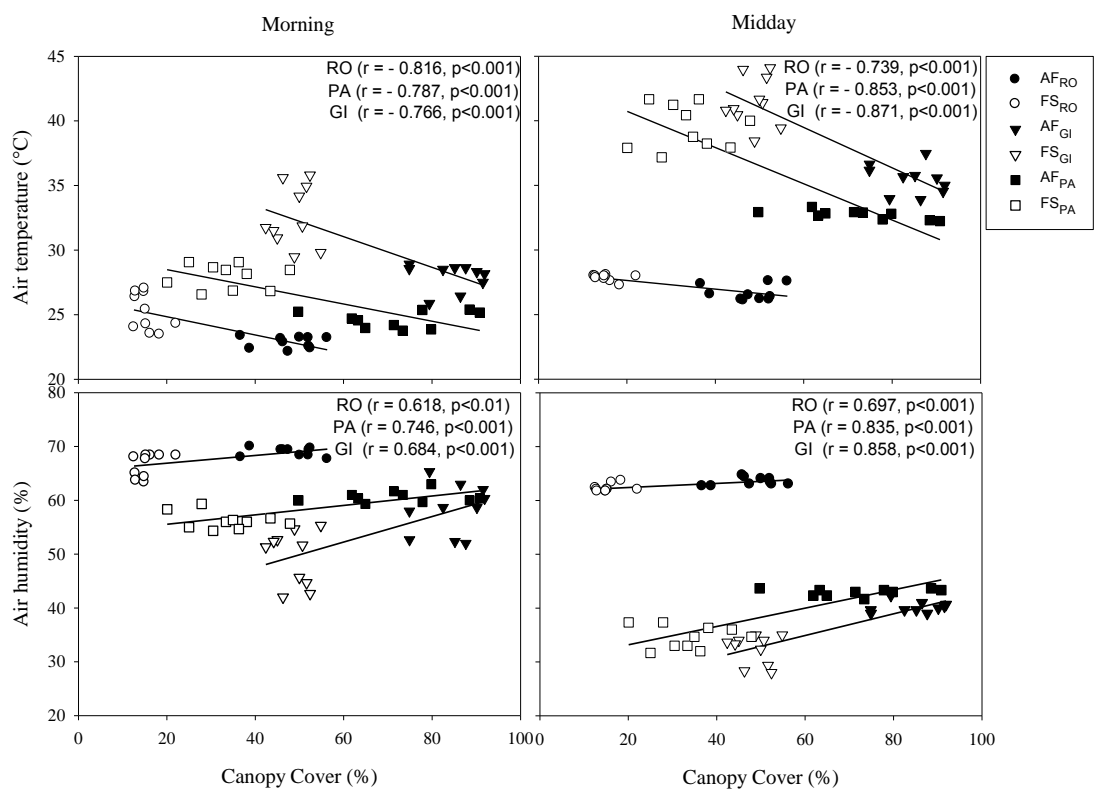 Morning
Midday
45
40
35
30
25
20
Air temperature (°C)
RO (r = - 0.816, p<0.001)
PA (r = - 0.787, p<0.001)
GI (r = - 0.766, p<0.001)
RO (r = - 0.739, p<0.001)
PA (r = - 0.853, p<0.001)
GI (r = - 0.871, p<0.001)
AFRO
FSRO
AFGI
FSGI
AFPA
FSPA
80
70
60
50
40
30
20
Air humidity (%)
RO (r = 0.618, p<0.01)
PA (r = 0.746, p<0.001)
GI (r = 0.684, p<0.001)
RO (r = 0.697, p<0.001)
PA (r = 0.835, p<0.001)
GI (r = 0.858, p<0.001)
0 20 40 60 80 100
0 20 40 60 80 100
Canopy Cover (%)
Canopy Cover (%)